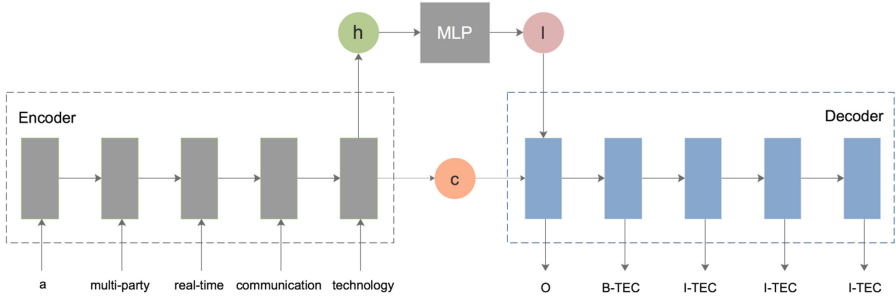 h MLP l
Encoder Decoder
c
a multi-party real-time communication technology O B-TEC I-TEC I-TEC I-TEC